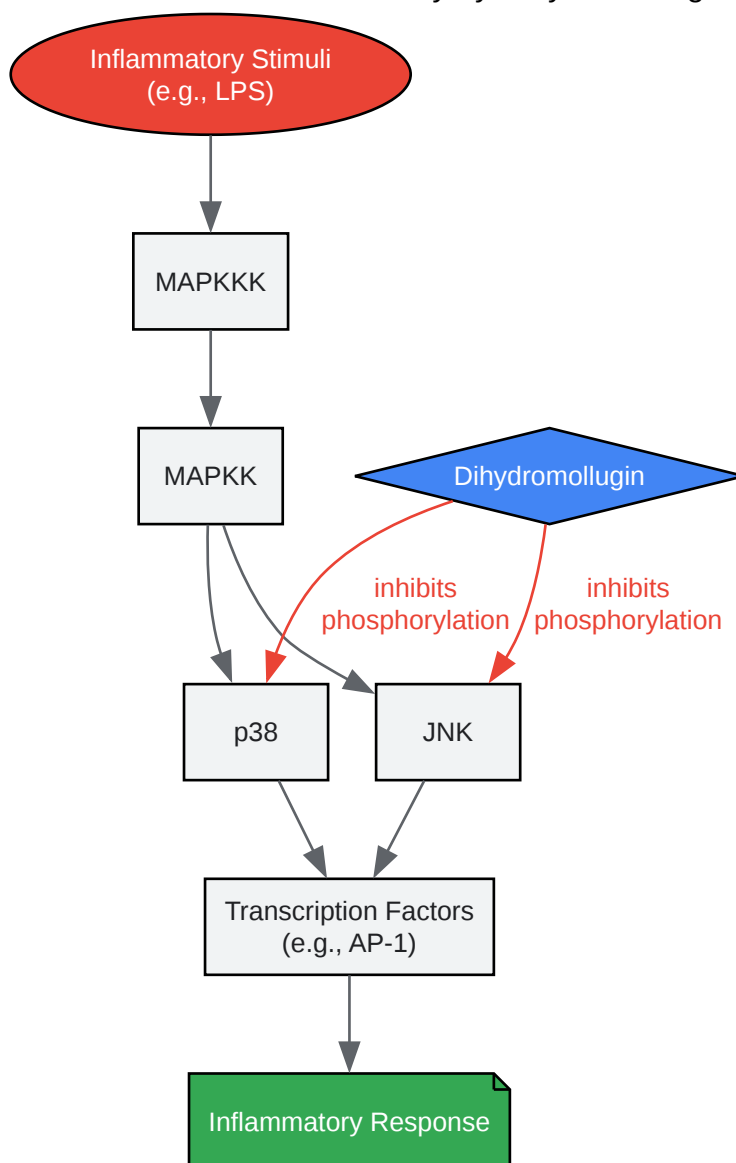 Inflammatory Stimuli
(e.g., LPS)
MAPKKK
MAPKK
Dihydromollugin
inhibits
phosphorylation
inhibits
phosphorylation
p38
JNK
Transcription Factors
(e.g., AP-1)
Inflammatory Response